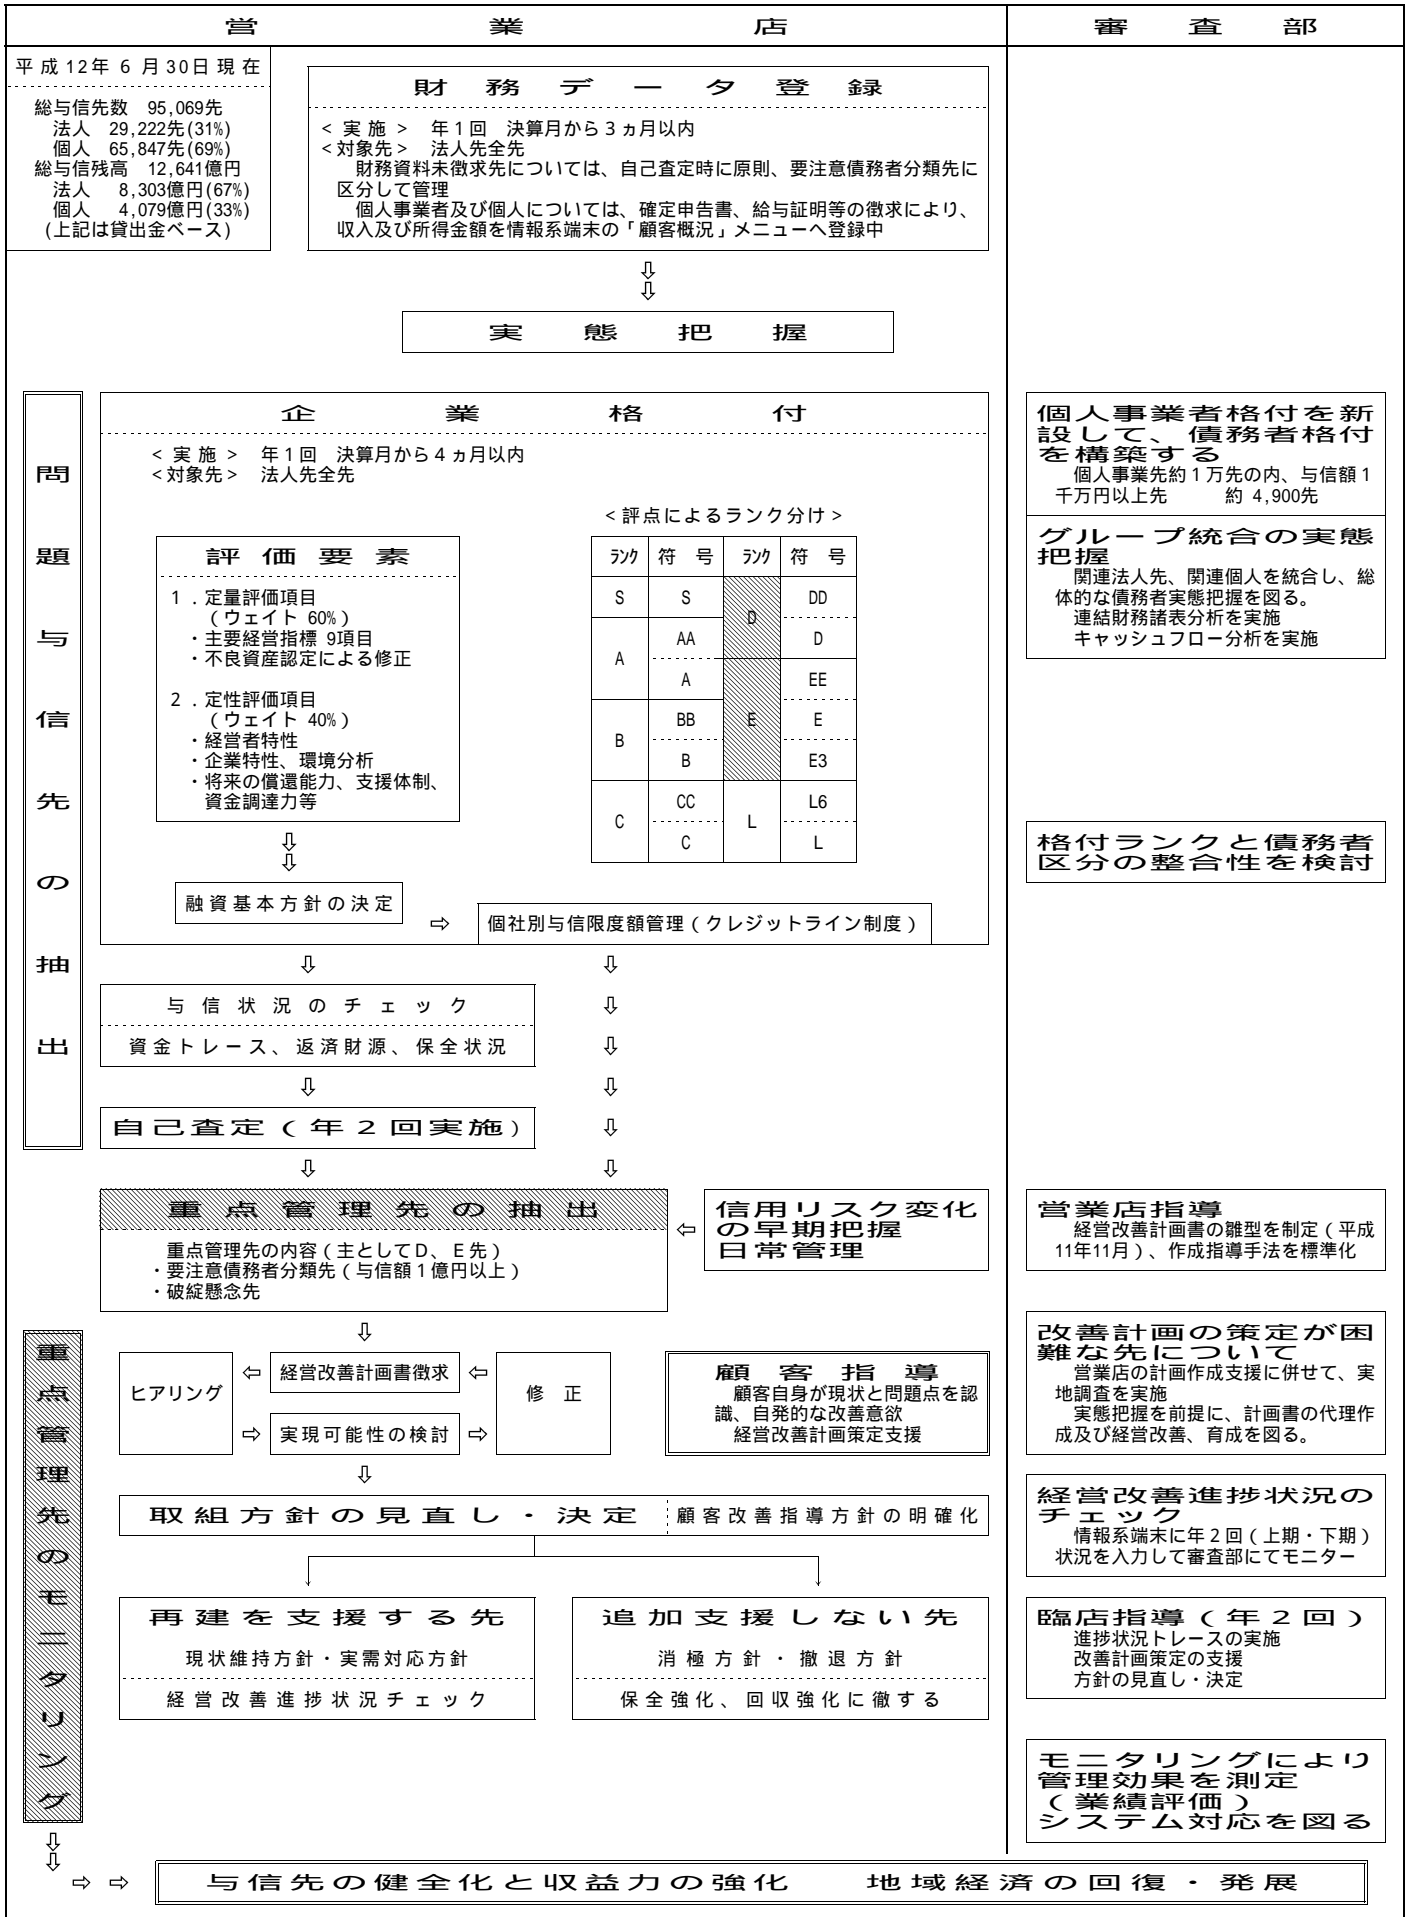 営業店
審査部
平成12年6月30日現在
総与信先数 95,069先
法人 29,222先(31%)
個人 65,847先(69%)
総与信残高 12,641億円
法人 8,303億円(67%)
個人 4,079億円(33%)
(上記は貸出金ベース)
財務データ登録
<実施> 年1回 決算月から3ヵ月以内
<対象先> 法人先全先
財務資料未徴求先については、自己査定時に原則、要注意債務者分類先に
区分して管理
個人事業者及び個人については、確定申告書、給与証明等の徴求により、
収入及び所得金額を情報系端末の「顧客概況」メニューへ登録中
⇩
⇩
実態把握
問題与信先の抽出
企業格付
<実施> 年1回 決算月から4ヵ月以内
<対象先> 法人先全先
評価要素
1.定量評価項目
(ウェイト 60%)
・主要経営指標 9項目
・不良資産認定による修正
2.定性評価項目
(ウェイト 40%)
・経営者特性
・企業特性、環境分析
・将来の償還能力、支援体制、
資金調達力等
<評点によるランク分け>
ランク 符号 ランク 符号
S S D DD
A AA D
A E EE
B BB E
B E3
C CC L L6
C L
⇩
⇩
融資基本方針の決定
⇨
個社別与信限度額管理(クレジットライン制度)
⇩ ⇩
与信状況のチェック ⇩
資金トレース、返済財源、保全状況 ⇩
⇩ ⇩
自己査定(年2回実施) ⇩
⇩ ⇩
重点管理先の抽出
重点管理先の内容(主としてD、E先)
・要注意債務者分類先(与信額1億円以上)
・破綻懸念先
⇦
信用リスク変化
の早期把握
日常管理
⇩
重点管理先のモニタリング
ヒアリング
⇦ 経営改善計画書徴求 ⇦
⇨ 実現可能性の検討 ⇨
修正
顧客指導
顧客自身が現状と問題点を認
識、自発的な改善意欲
経営改善計画策定支援
⇩
取組方針の見直し・決定 顧客改善指導方針の明確化
再建を支援する先
現状維持方針・実需対応方針
経営改善進捗状況チェック
追加支援しない先
消極方針・撤退方針
保全強化、回収強化に徹する
個人事業者格付を新
設して、債務者格付
を構築する
個人事業先約1万先の内、与信額1
千万円以上先 約 4,900先
グループ統合の実態
把握
関連法人先、関連個人を統合し、総
体的な債務者実態把握を図る。
連結財務諸表分析を実施
キャッシュフロー分析を実施
格付ランクと債務者
区分の整合性を検討
営業店指導
経営改善計画書の雛型を制定(平成
11年11月)、作成指導手法を標準化
改善計画の策定が困
難な先について
営業店の計画作成支援に併せて、実
地調査を実施
実態把握を前提に、計画書の代理作
成及び経営改善、育成を図る。
経営改善進捗状況の
チェック
情報系端末に年2回(上期・下期)
状況を入力して審査部にてモニター
臨店指導(年2回)
進捗状況トレースの実施
改善計画策定の支援
方針の見直し・決定
モニタリングにより
管理効果を測定
(業績評価)
システム対応を図る
⇩
⇩
⇨ ⇨
与信先の健全化と収益力の強化 地域経済の回復・発展